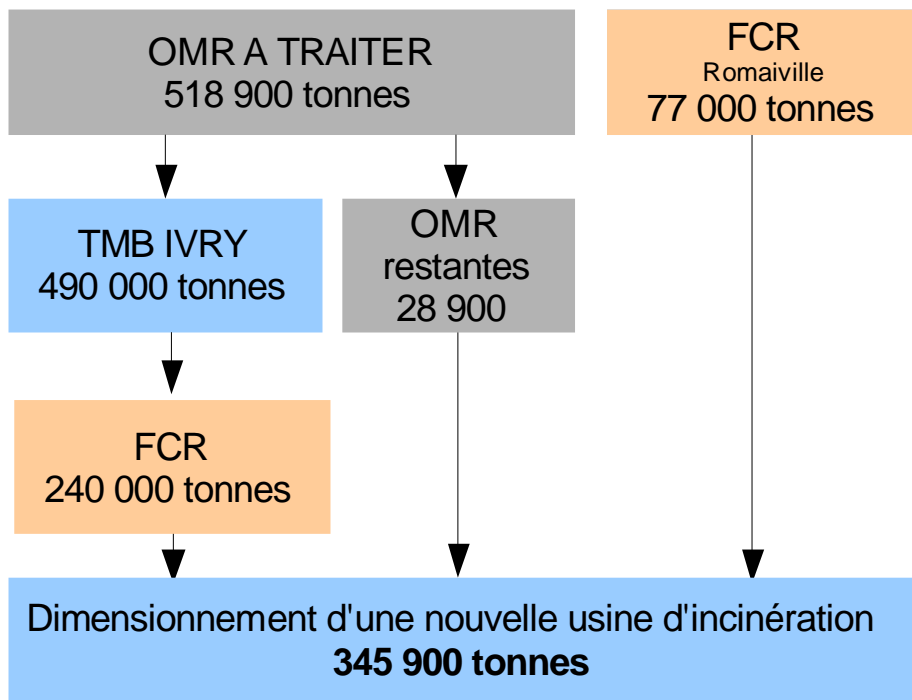 OMR A TRAITER
518 900 tonnes
FCR
Romaiville
77 000 tonnes
TMB IVRY
490 000 tonnes
OMR
restantes
28 900
FCR
240 000 tonnes
Dimensionnement d'une nouvelle usine d'incinération
345 900 tonnes